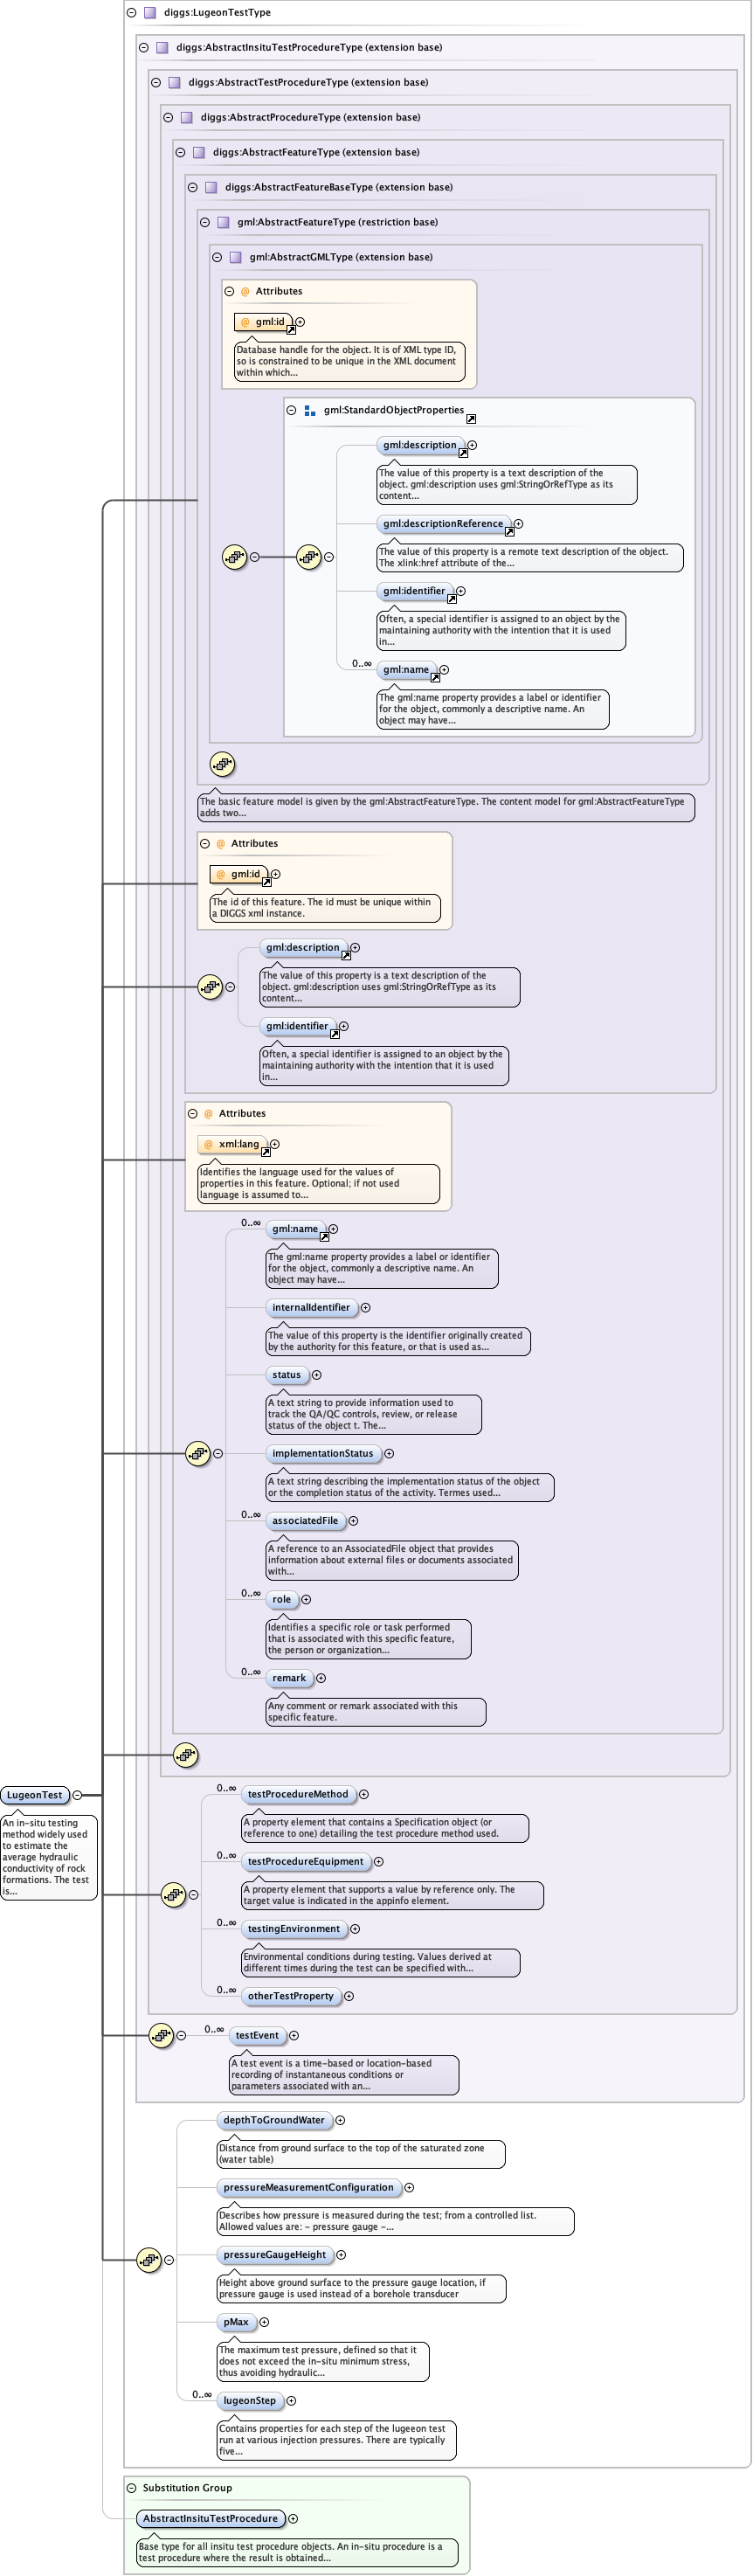 diggs:LugeonTestType
diggs:AbstractInsituTestProcedureType (extension base)
diggs:AbstractTestProcedureType (extension base)
diggs:AbstractProcedureType (extension base)
diggs:AbstractFeatureType (extension base)
diggs:AbstractFeatureBaseType (extension base)
gml:AbstractFeatureType (restriction base)
gml:AbstractGMLType (extension base)
@ Attributes
@ gml:id
Database handle for the object. It is of XML type ID,
so is constrained to be unique in the XML document
within which...
gml:StandardObjectProperties
gml:description
The value of this property is a text description of the
object. gml:description uses gml:StringOrRefType as its
content...
gml:descriptionReference
The value of this property is a remote text description of the object.
The xlink:href attribute of the...
gml:identifier
Often, a special identifier is assigned to an object by the
maintaining authority with the intention that it is used
in...
0..∞ gml:name
The gml:name property provides a label or identifier
for the object, commonly a descriptive name. An
object may have...
The basic feature model is given by the gml:AbstractFeatureType. The content model for gml:AbstractFeatureType
adds two...
@ Attributes
@ gml:id
The id of this feature. The id must be unique within
a DIGGS xml instance.
gml:description
The value of this property is a text description of the
object. gml:description uses gml:StringOrRefType as its
content...
gml:identifier
Often, a special identifier is assigned to an object by the
maintaining authority with the intention that it is used
in...
@ Attributes
@ xml:lang
Identifies the language used for the values of
properties in this feature. Optional; if not used
language is assumed to...
0..∞ gml:name
The gml:name property provides a label or identifier
for the object, commonly a descriptive name. An
object may have...
internalIdentifier
The value of this property is the identifier originally created
by the authority for this feature, or that is used as...
status
A text string to provide information used to
track the QA/QC controls, review, or release
status of the object t. The...
implementationStatus
A text string describing the implementation status of the object
or the completion status of the activity. Termes used...
0..∞ associatedFile
A reference to an AssociatedFile object that provides
information about external files or documents associated
with...
0..∞ role
Identifies a specific role or task performed
that is associated with this specific feature,
the person or organization...
0..∞ remark
Any comment or remark associated with this
specific feature.
LugeonTest
An in-situ testing
method widely used
to estimate the
average hydraulic
conductivity of rock
formations. The test
is...
0..∞ testProcedureMethod
A property element that contains a Specification object (or
reference to one) detailing the test procedure method used.
0..∞ testProcedureEquipment
A property element that supports a value by reference only. The
target value is indicated in the appinfo element.
0..∞ testingEnvironment
Environmental conditions during testing. Values derived at
different times during the test can be specified with...
0..∞ otherTestProperty
0..∞ testEvent
A test event is a time-based or location-based
recording of instantaneous conditions or
parameters associated with an...
depthToGroundWater
Distance from ground surface to the top of the saturated zone
(water table)
pressureMeasurementConfiguration
Describes how pressure is measured during the test; from a controlled list.
Allowed values are: - pressure gauge -...
pressureGaugeHeight
Height above ground surface to the pressure gauge location, if
pressure gauge is used instead of a borehole transducer
pMax
The maximum test pressure, defined so that it
does not exceed the in-situ minimum stress,
thus avoiding hydraulic...
0..∞ lugeonStep
Contains properties for each step of the lugeeon test
run at various injection pressures. There are typically
five...
Substitution Group
AbstractInsituTestProcedure
Base type for all insitu test procedure objects. An in-situ procedure is a
test procedure where the result is obtained...